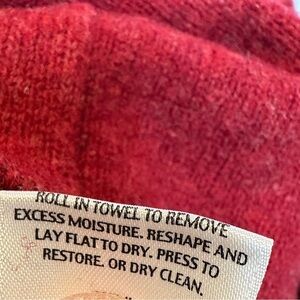 ROLL IN TOWEL TO REMOVE
EXCESS MOISTURE. RESHAPE AND
LAY FLAT TO DRY. PRESS TO
RESTORE. OR DRY CLEAN.